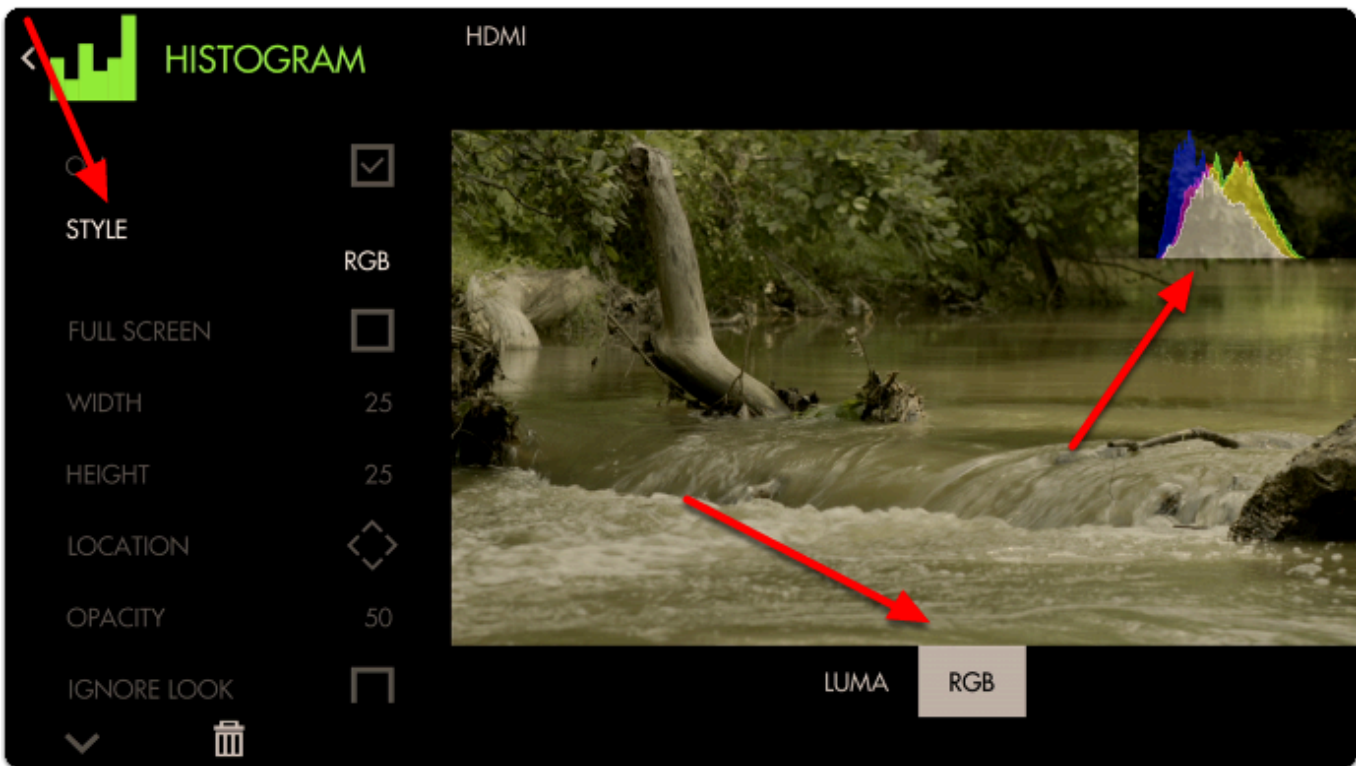 HISTOGRAM
HDMI
STYLE
RGB
FULL SCREEN
WIDTH 25
HEIGHT 25
LOCATION
OPACITY 50
IGNORE LOOK
LUMA RGB